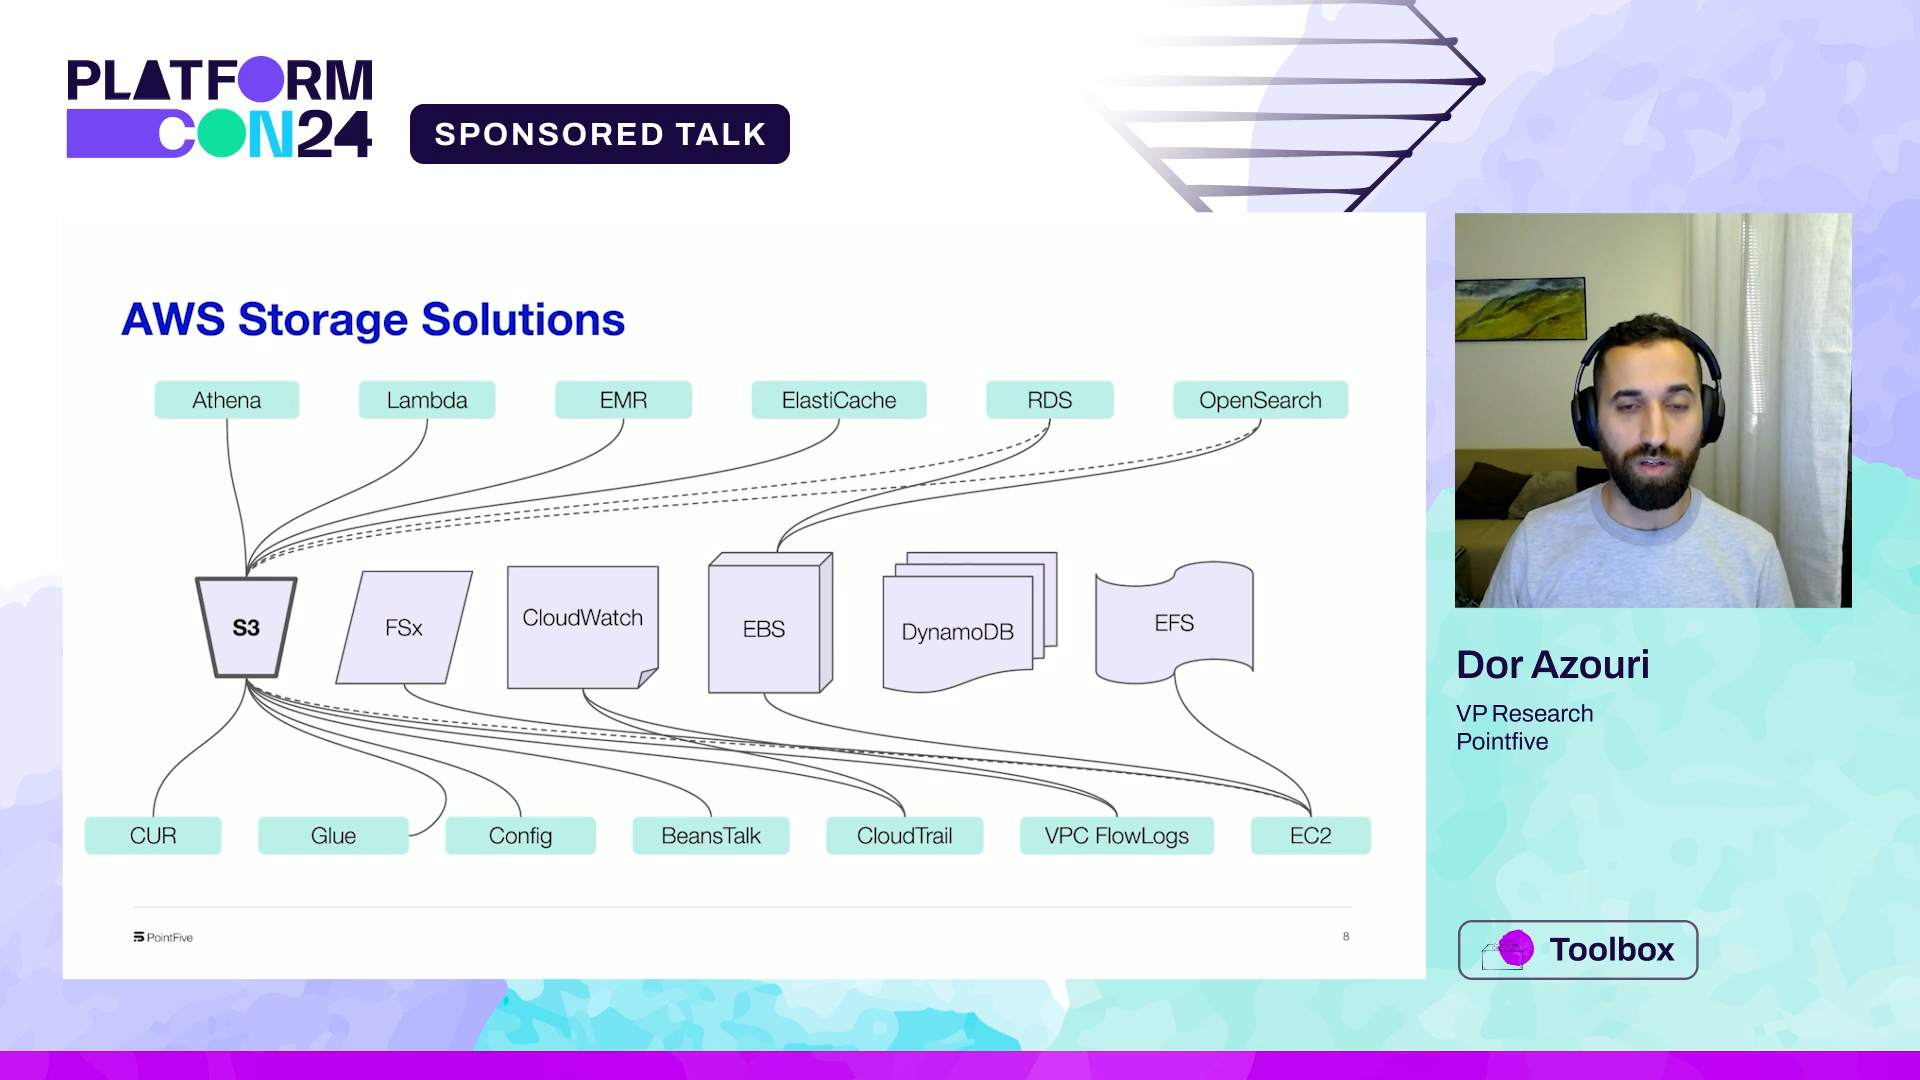 PLATFORM
CON24
SPONSORED TALK
AWS Storage Solutions
Athena
Lambda
EMR
ElastiCache
RDS
OpenSearch
S3
FSx
CloudWatch
EBS
DynamoDB
EFS
CUR
Glue
Config
BeansTalk
CloudTrail
VPC FlowLogs
EC2
PointFive
8
Dor Azouri
VP Research
Pointfive
Toolbox